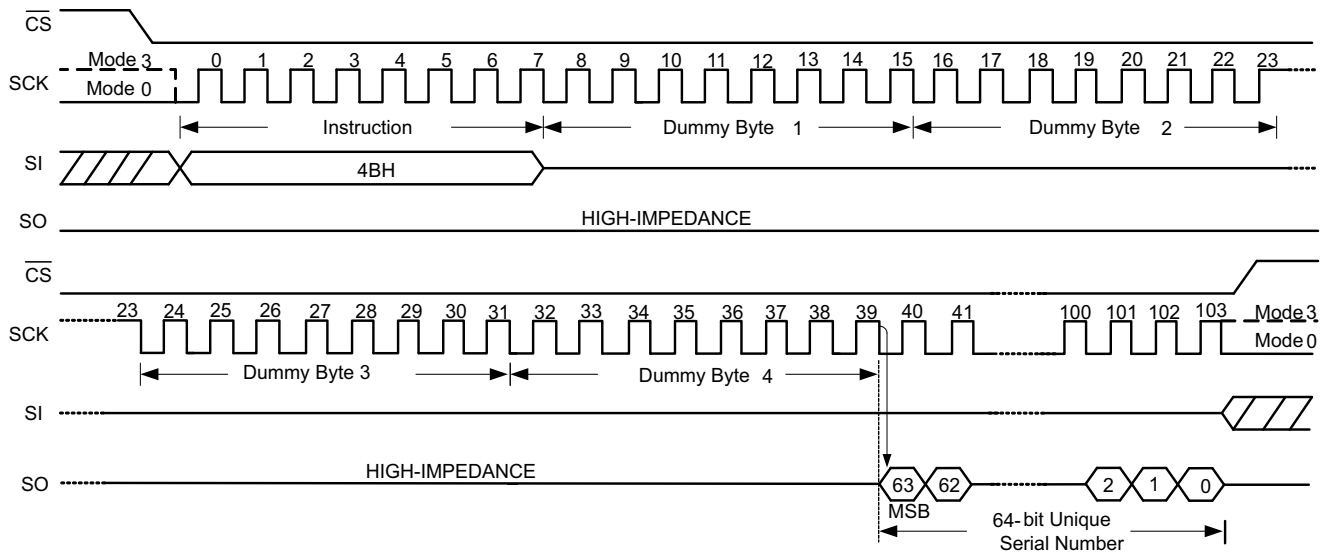 CS
Mode 3 0 1 2 3 4 5 6 7 8 9 10 11 12 13 14 15 16 17 18 19 20 21 22 23
SCK
Mode 0
Instruction Dummy Byte 1 Dummy Byte 2
SI
4BH
SO HIGH-IMPEDANCE
CS
23 24 25 26 27 28 29 30 31 32 33 34 35 36 37 38 39 40 41 100 101 102 103 Mode 3
SCK
Mode 0
Dummy Byte 3 Dummy Byte 4
SI
HIGH-IMPEDANCE
SO 63 62 2 1 0
MSB
64-bit Unique
Serial Number